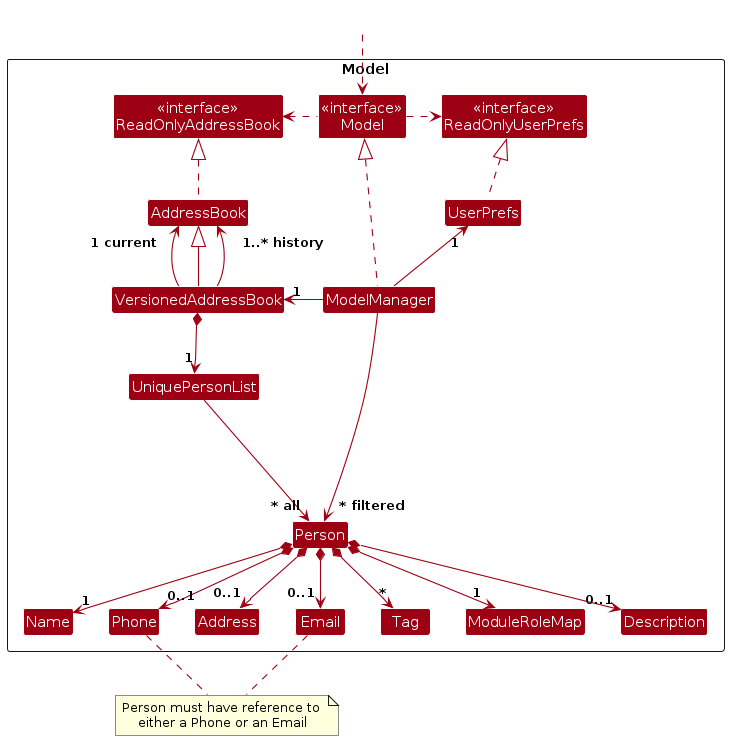 Model
«interface»
ReadOnlyAddressBook
«interface»
Model
«interface»
ReadOnlyUserPrefs
AddressBook
UserPrefs
1 current
1..* history
1
VersionedAddressBook
1
ModelManager
1
UniquePersonList
* all
* filtered
Person
1
0..1
0..1
0..1
*
1
0..1
Name
Phone
Address
Email
Tag
ModuleRoleMap
Description
Person must have reference to
either a Phone or an Email